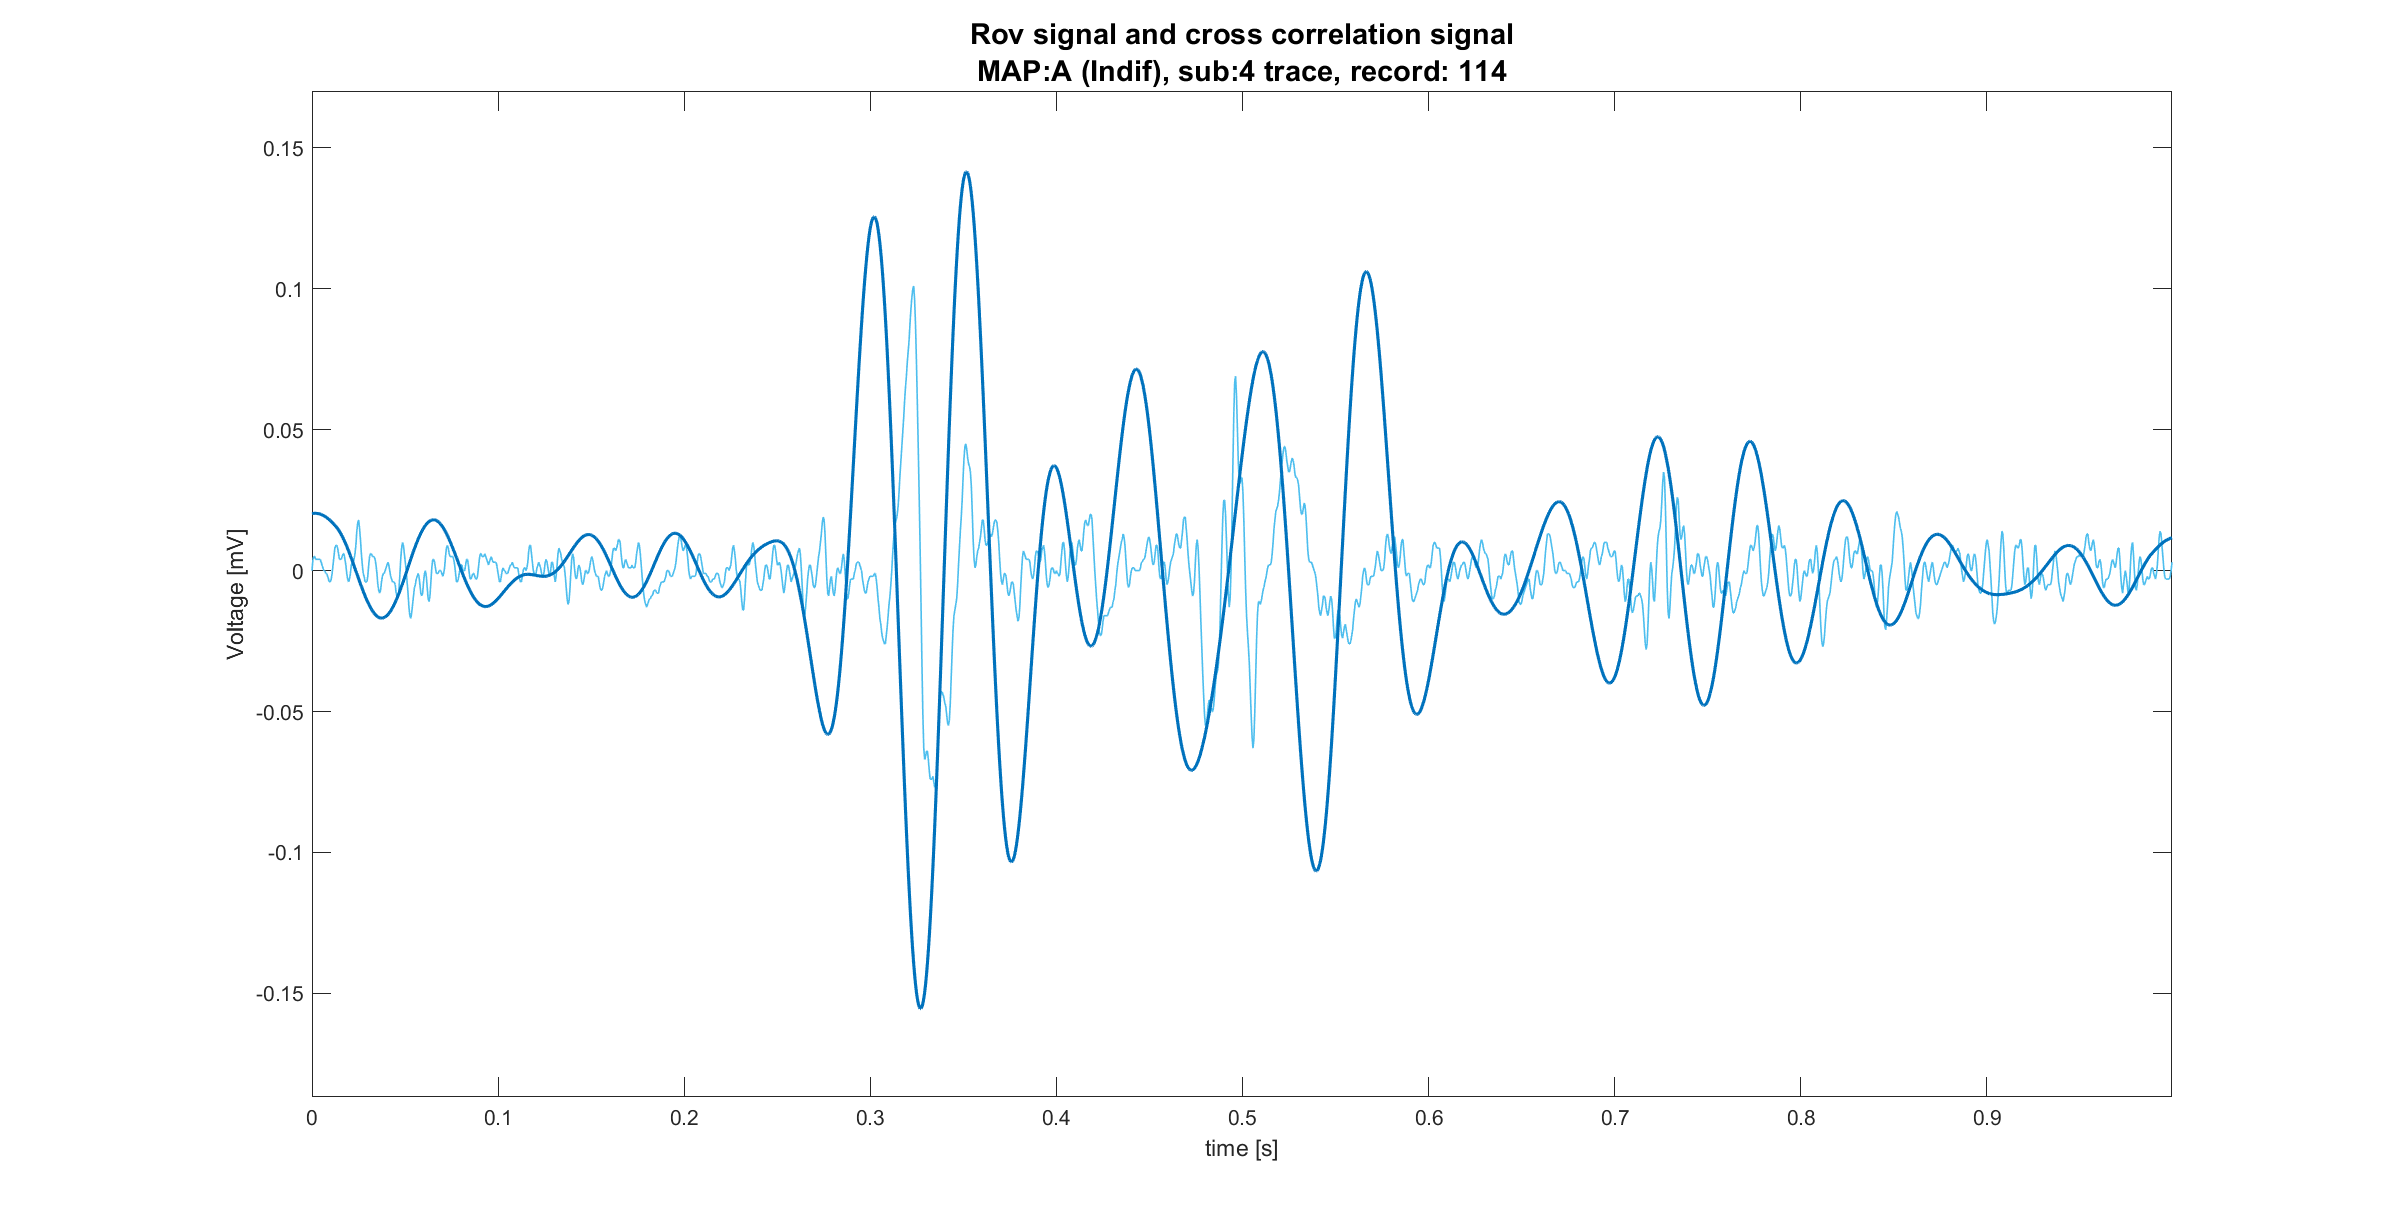 Rov signal and cross correlation signal
MAP:A (Indif), sub:4 trace, record: 114
0.15
0.1
0.05
0
-0.05
-0.1
-0.15
Voltage [mV]
0 0.1 0.2 0.3 0.4 0.5 0.6 0.7 0.8 0.9
time [s]